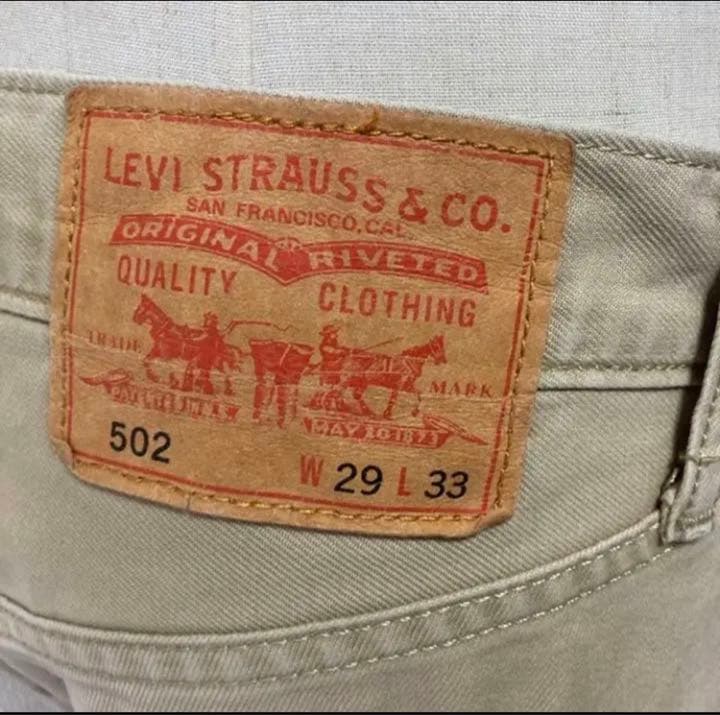 LEVI STRAUSS & CO.
SAN FRANCISCO, CAL.
ORIGINAL RIVETED
QUALITY CLOTHING
TRADE MARK
MAY 20 1873
502 W 29 L 33